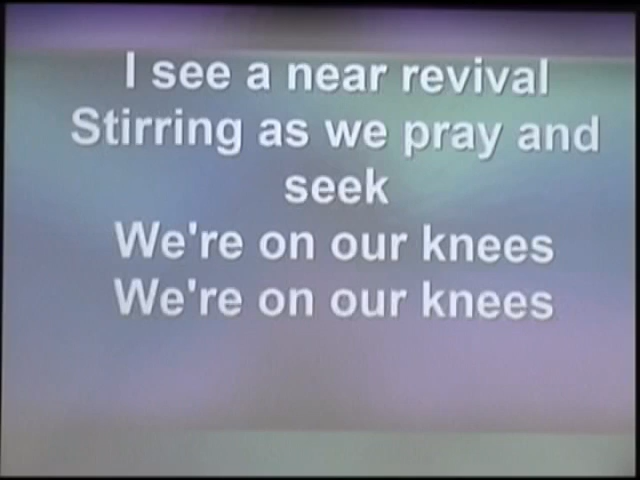 I see a near revival
Stirring as we pray and
seek
We're on our knees
We're on our knees